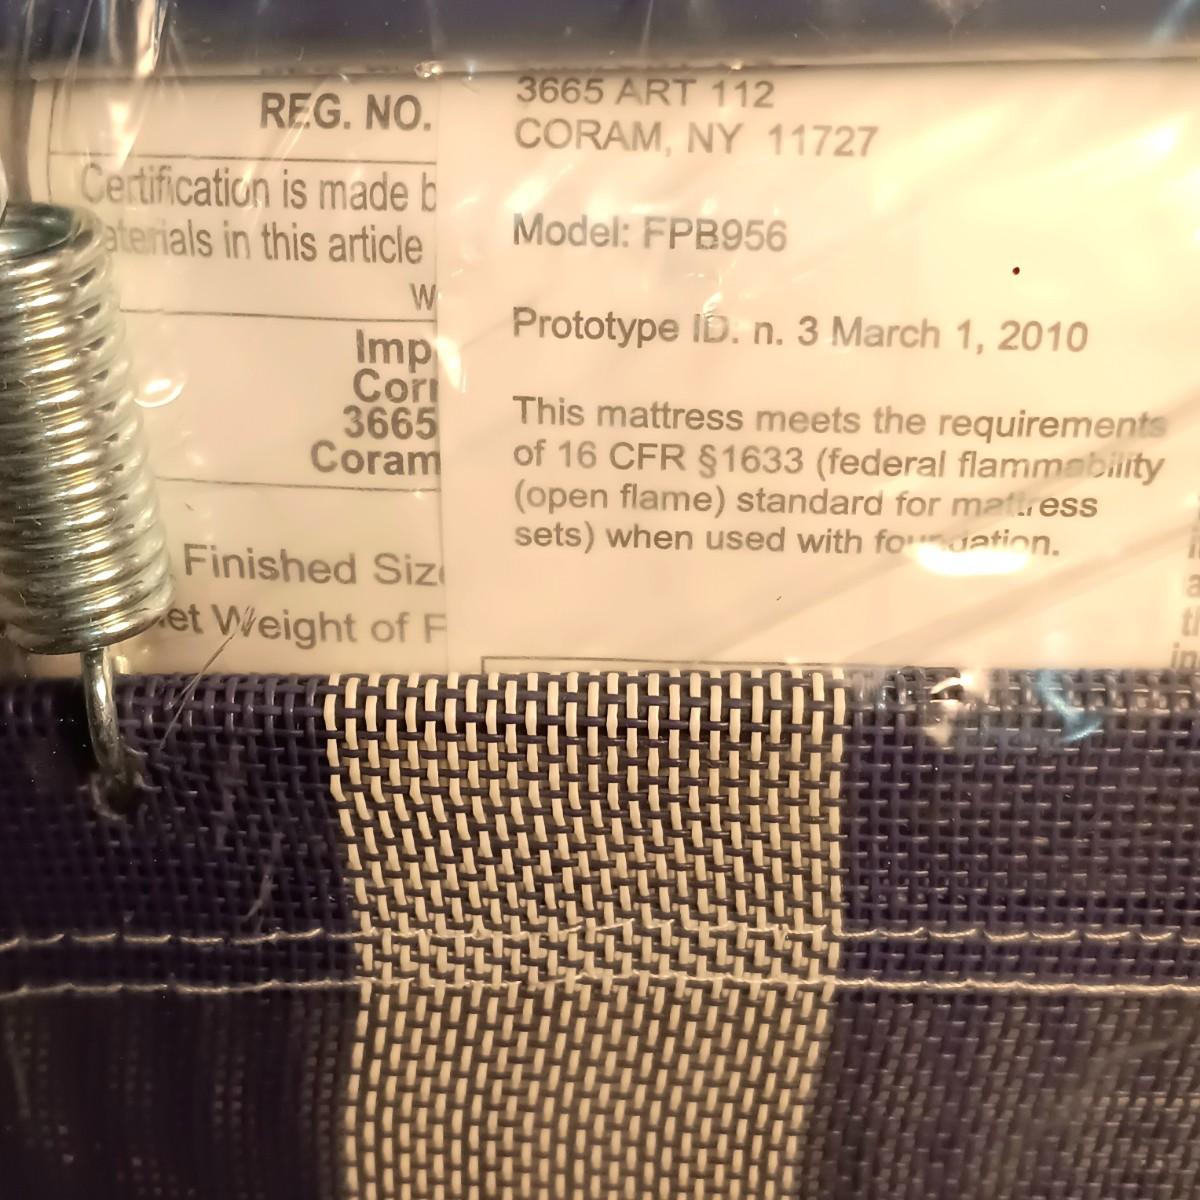 REG. NO.
Certification is made b
aterials in this article
W
Imp
Cor
3665
Coram
Finished Siz
et Weight of F
3665 ART 112
CORAM, NY 11727
Model: FPB956
Prototype ID: n. 3 March 1, 2010
This mattress meets the requirements
of 16 CFR §1633 (federal flammability
(open flame) standard for mattress
sets) when used with foundation.